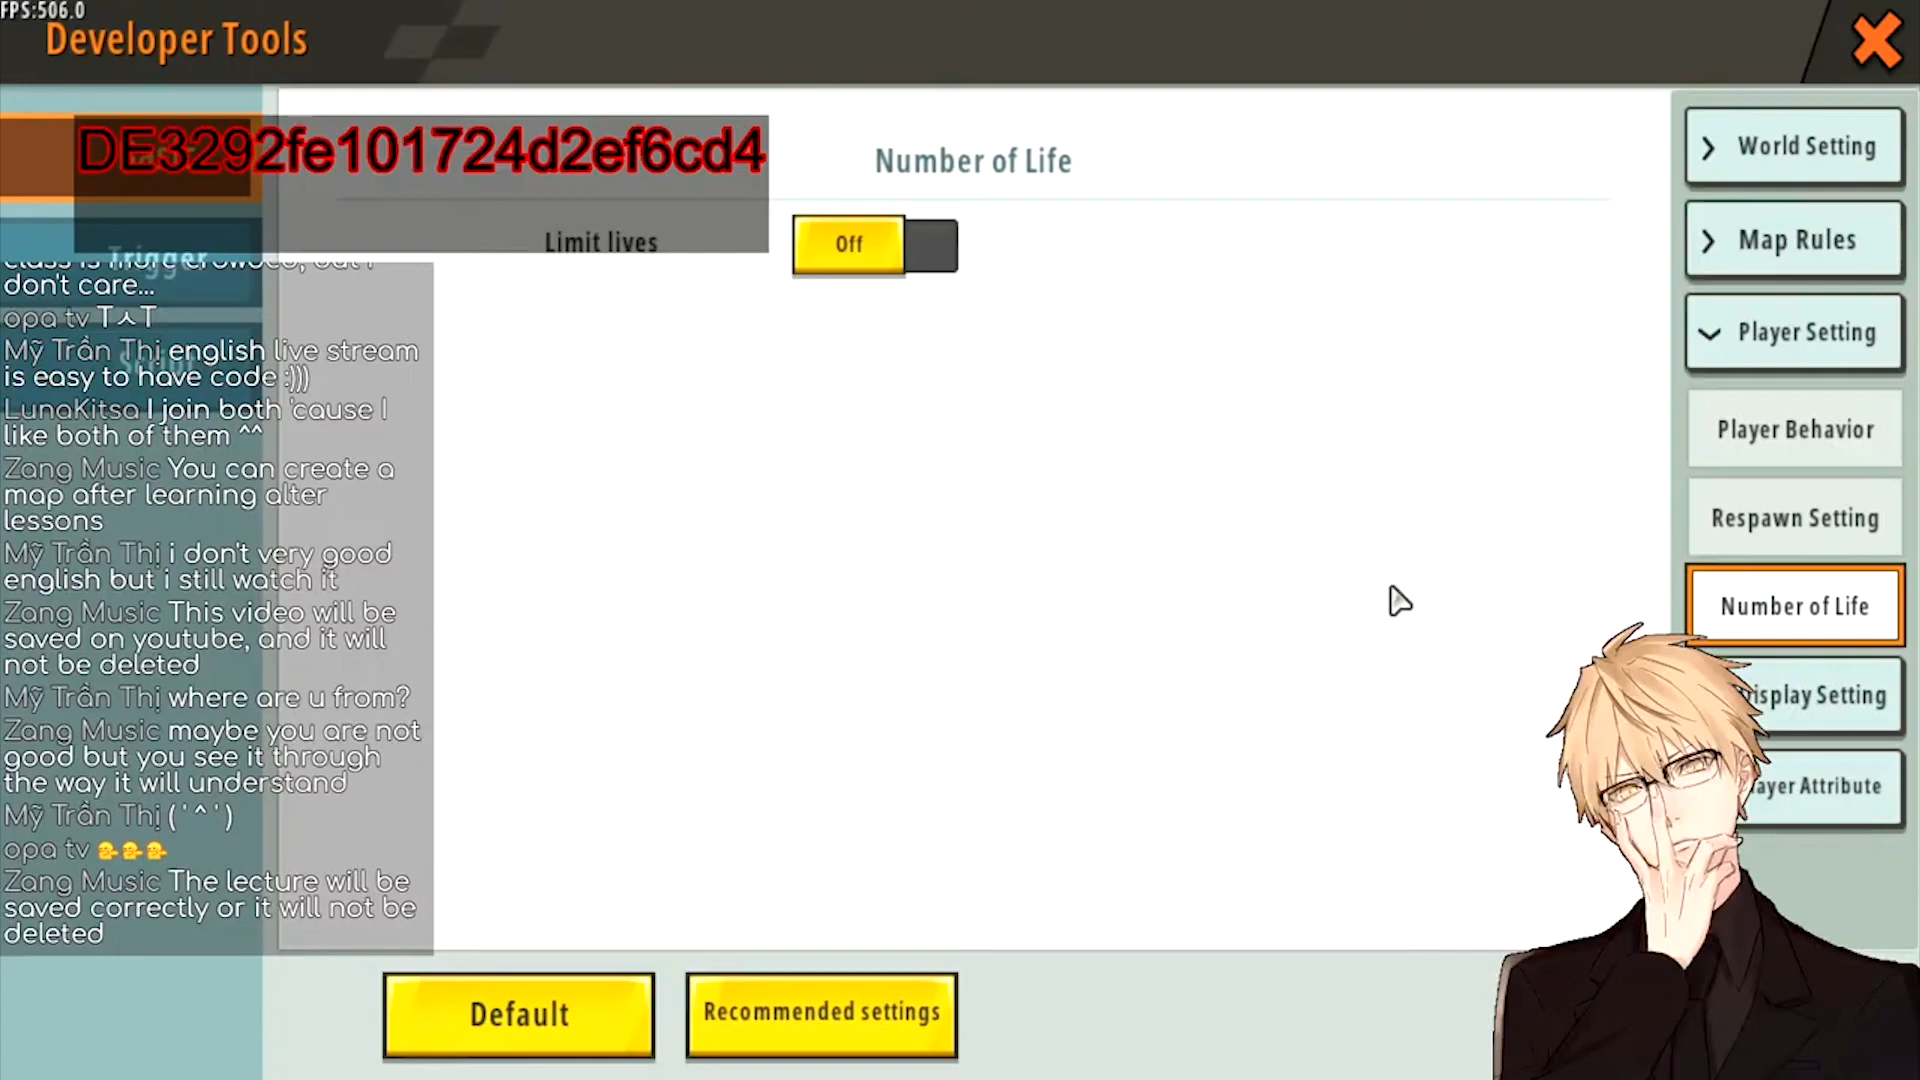 FPS:506.0
Developer Tools
DE3292fe101724d2ef6cd4
Number of Life
Limit lives
Off
Trigger
don't care...
opa tv TㅅT
Mỹ Trần Thị english live stream
is easy to have code :)))
LunaKitsa I join both 'cause I
like both of them ^^
Zang Music You can create a
map after learning alter
lessons
Mỹ Trần Thị i don't very good
english but i still watch it
Zang Music This video will be
saved on youtube, and it will
not be deleted
Mỹ Trần Thị where are u from?
Zang Music maybe you are not
good but you see it through
the way it will understand
Mỹ Trần Thị ( ' ^ ' )
opa tv
Zang Music The lecture will be
saved correctly or it will not be
deleted
World Setting
Map Rules
Player Setting
Player Behavior
Respawn Setting
Number of Life
isplay Setting
ayer Attribute
Default
Recommended settings